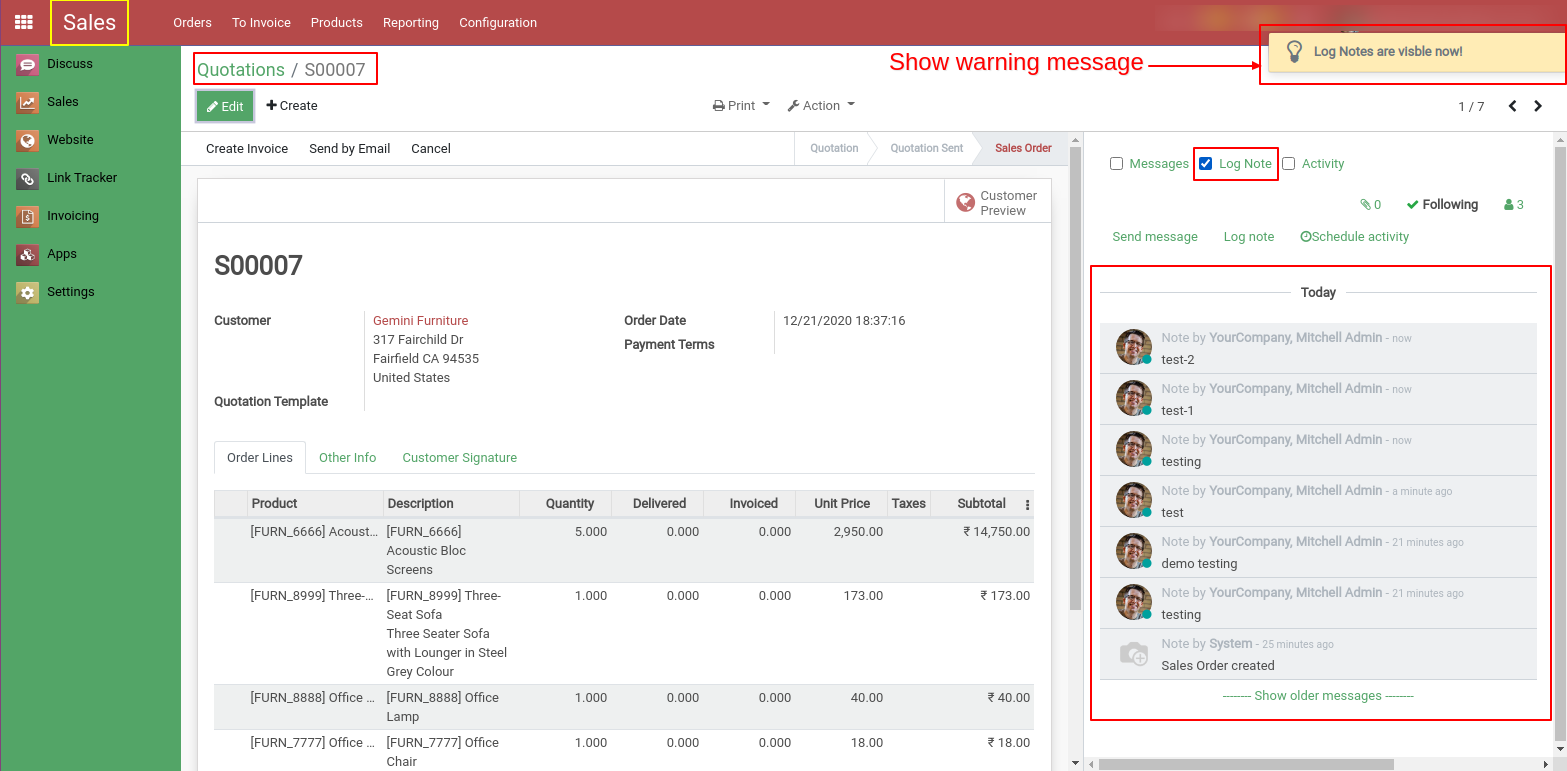 Sales
Orders
To Invoice
Products
Reporting
Configuration
Log Notes are visble now!
Show warning message
Discuss
Sales
Website
Link Tracker
Invoicing
Apps
Settings
Quotations / S00007
Edit
Create
Print
Action
1 / 7
Create Invoice
Send by Email
Cancel
Quotation
Quotation Sent
Sales Order
Customer
Preview
S00007
Customer
Gemini Furniture
317 Fairchild Dr
Fairfield CA 94535
United States
Quotation Template
Order Date
12/21/2020 18:37:16
Payment Terms
Order Lines
Other Info
Customer Signature
Product Description Quantity Delivered Invoiced Unit Price Taxes Subtotal
[FURN_6666] Acoust... [FURN_6666] 5.000 0.000 0.000 2,950.00 ₹ 14,750.00
Acoustic Bloc
Screens
[FURN_8999] Three-... [FURN_8999] Three- 1.000 0.000 0.000 173.00 ₹ 173.00
Seat Sofa
Three Seater Sofa
with Lounger in Steel
Grey Colour
[FURN_8888] Office ... [FURN_8888] Office 1.000 0.000 0.000 40.00 ₹ 40.00
Lamp
[FURN_7777] Office ... [FURN_7777] Office 1.000 0.000 0.000 18.00 ₹ 18.00
Chair
Messages
Log Note
Activity
0
Following
3
Send message
Log note
Schedule activity
Today
Note by YourCompany, Mitchell Admin - now
test-2
Note by YourCompany, Mitchell Admin - now
test-1
Note by YourCompany, Mitchell Admin - now
testing
Note by YourCompany, Mitchell Admin - a minute ago
test
Note by YourCompany, Mitchell Admin - 21 minutes ago
demo testing
Note by YourCompany, Mitchell Admin - 21 minutes ago
testing
Note by System - 25 minutes ago
Sales Order created
-------- Show older messages --------